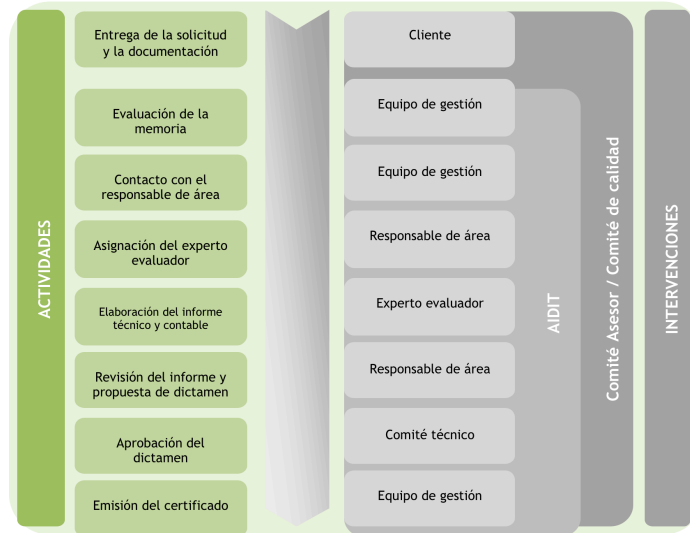 ACTIVIDADES
Entrega de la solicitud
y la documentación
Evaluación de la
memoria
Contacto con el
responsable de área
Asignación del experto
evaluador
Elaboración del informe
técnico y contable
Revisión del informe y
propuesta de dictamen
Aprobación del
dictamen
Emisión del certificado
Cliente
Equipo de gestión
Equipo de gestión
Responsable de área
Experto evaluador
Responsable de área
Comité técnico
Equipo de gestión
AIDIT
Comité Asesor / Comité de calidad
INTERVENCIONES